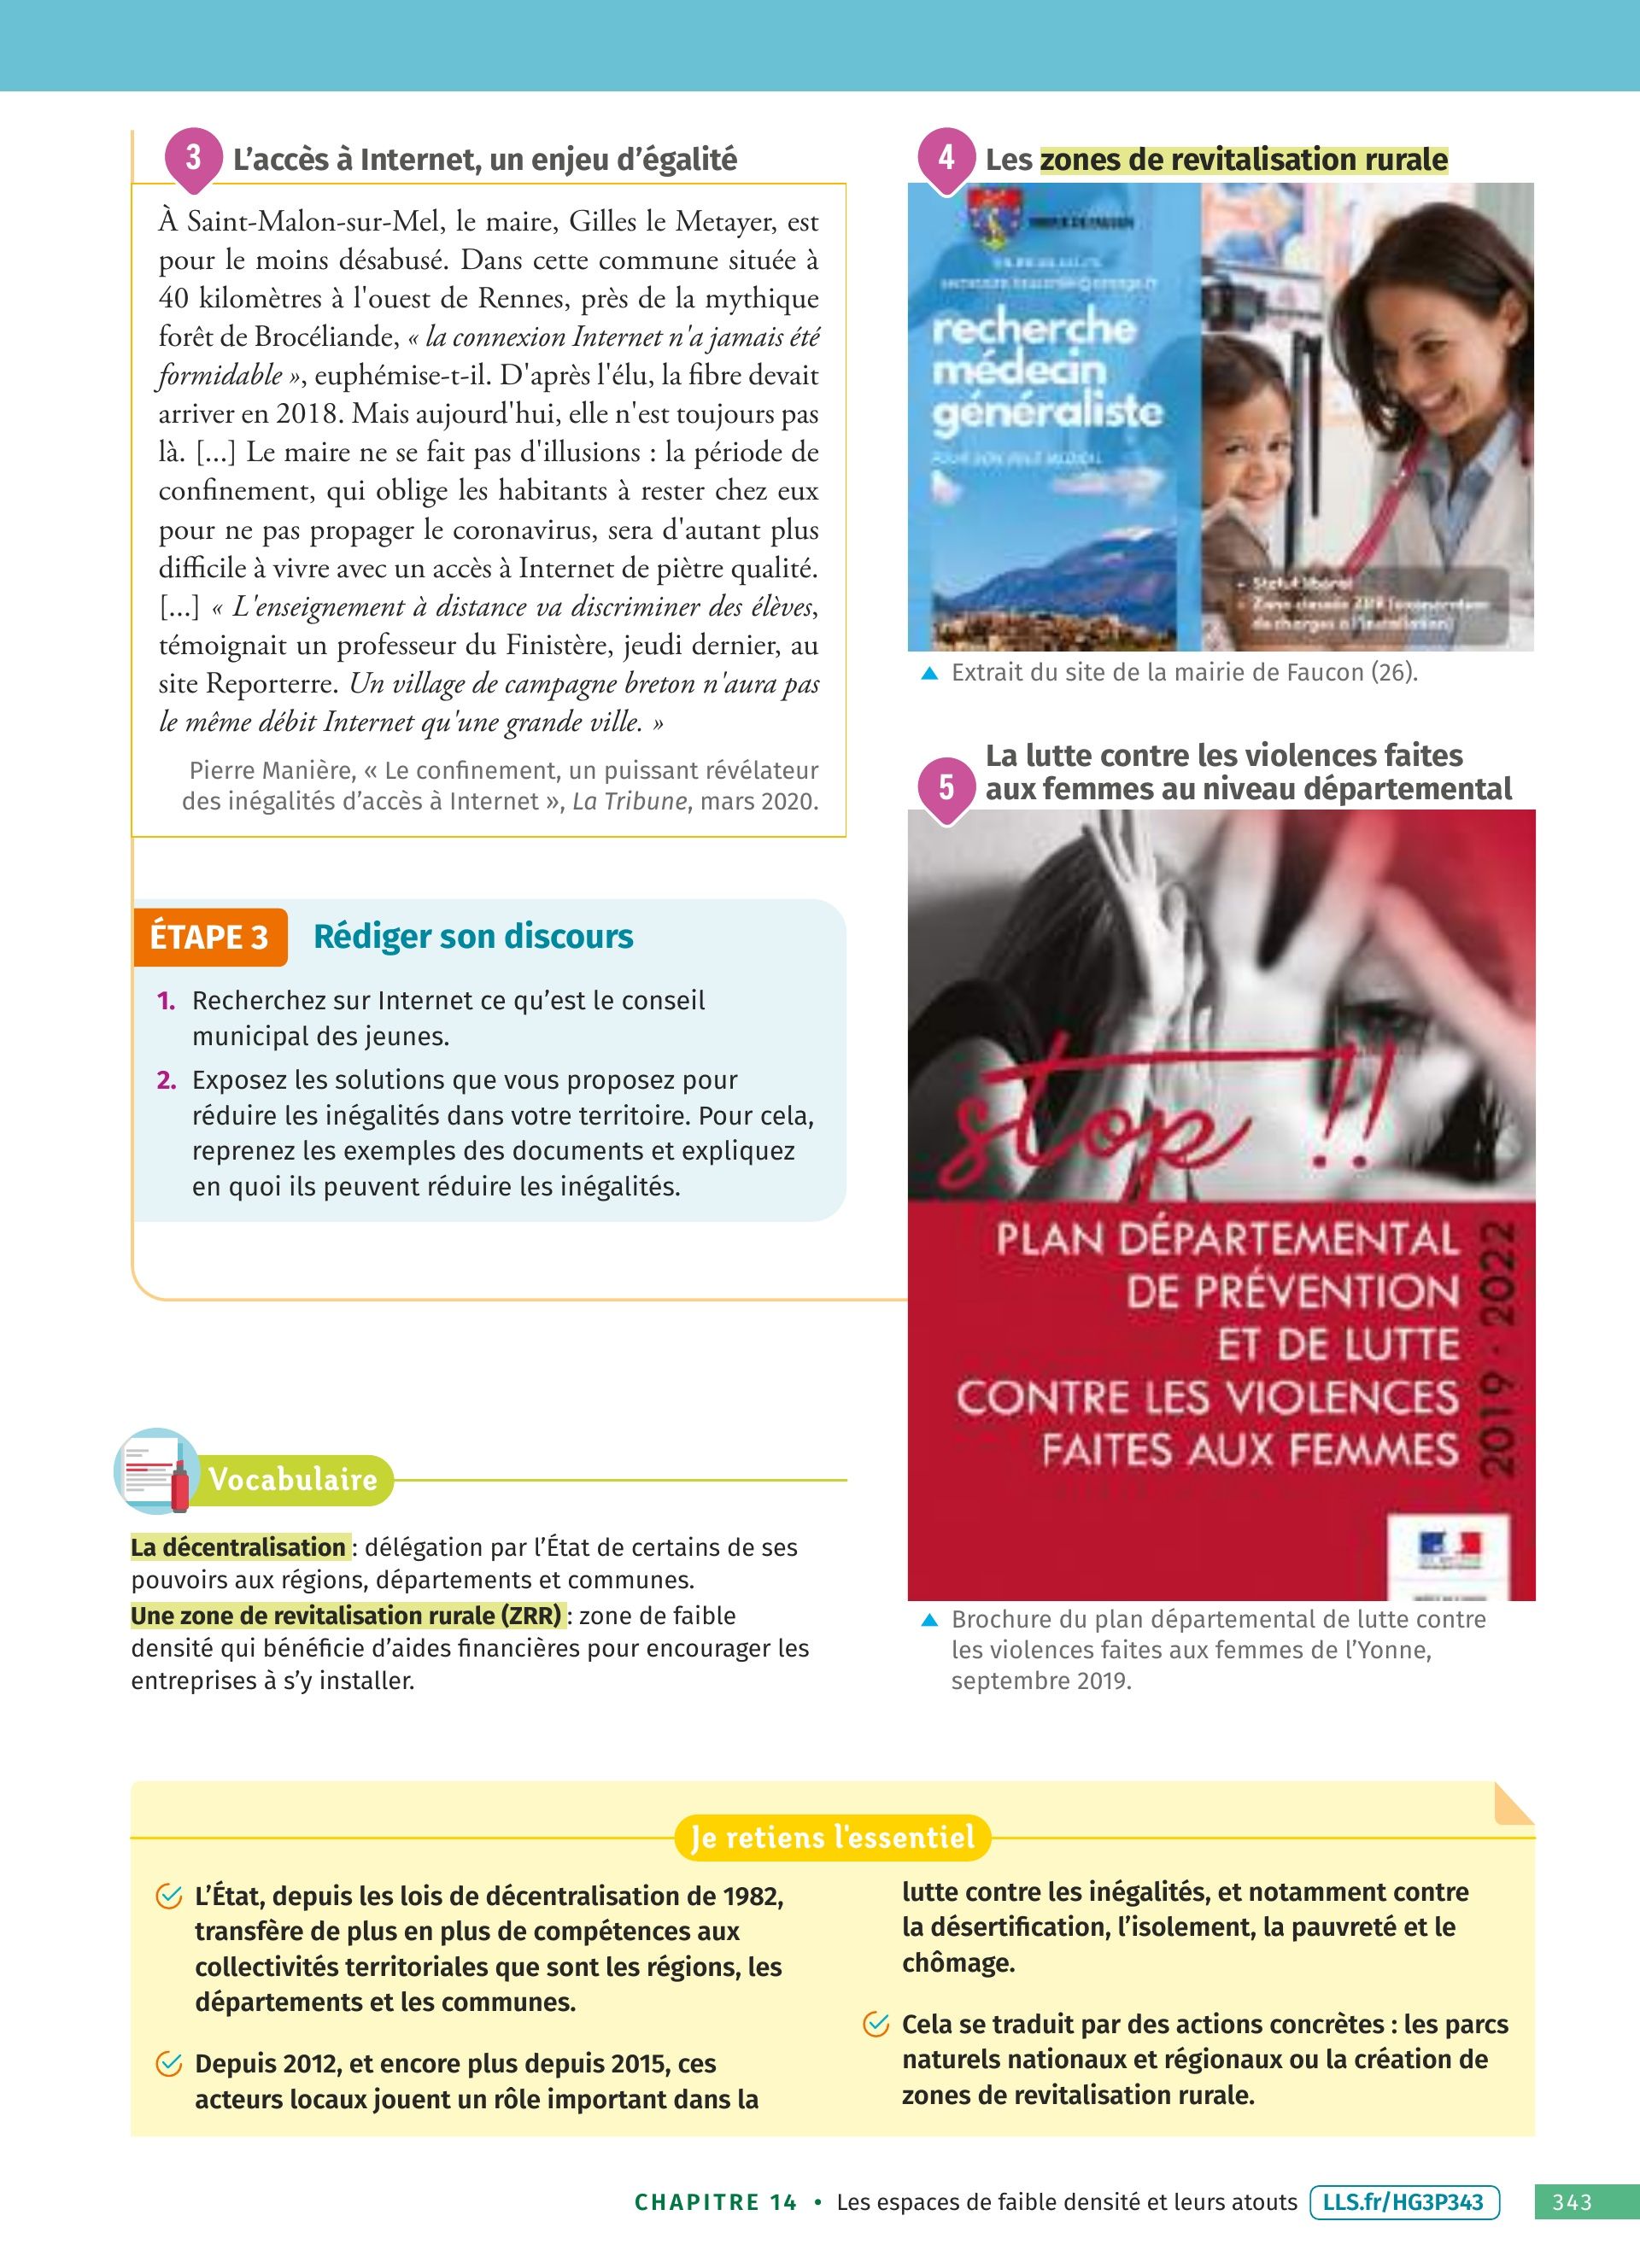 3
L’accès à Internet, un enjeu d’égalité
À Saint-Malon-sur-Mel, le maire, Gilles le Metayer, est
pour le moins désabusé. Dans cette commune située à
40 kilomètres à l'ouest de Rennes, près de la mythique
forêt de Brocéliande, « la connexion Internet n'a jamais été
formidable », euphémise-t-il. D'après l'élu, la fibre devait
arriver en 2018. Mais aujourd'hui, elle n'est toujours pas
là. [...] Le maire ne se fait pas d'illusions : la période de
confinement, qui oblige les habitants à rester chez eux
pour ne pas propager le coronavirus, sera d'autant plus
difficile à vivre avec un accès à Internet de piètre qualité.
[...] « L'enseignement à distance va discriminer des élèves,
témoignait un professeur du Finistère, jeudi dernier, au
site Reporterre. Un village de campagne breton n'aura pas
le même débit Internet qu'une grande ville. »
Pierre Manière, « Le confinement, un puissant révélateur
des inégalités d’accès à Internet », La Tribune, mars 2020.
ÉTAPE 3
Rédiger son discours
1. Recherchez sur Internet ce qu’est le conseil
municipal des jeunes.
2. Exposez les solutions que vous proposez pour
réduire les inégalités dans votre territoire. Pour cela,
reprenez les exemples des documents et expliquez
en quoi ils peuvent réduire les inégalités.
Vocabulaire
La décentralisation : délégation par l’État de certains de ses
pouvoirs aux régions, départements et communes.
Une zone de revitalisation rurale (ZRR) : zone de faible
densité qui bénéficie d’aides financières pour encourager les
entreprises à s’y installer.
4
Les zones de revitalisation rurale
recherche
médecin
généraliste
Statut libéral
Extrait du site de la mairie de Faucon (26).
5
La lutte contre les violences faites
aux femmes au niveau départemental
stop !!
PLAN DÉPARTEMENTAL
DE PRÉVENTION
ET DE LUTTE
CONTRE LES VIOLENCES
FAITES AUX FEMMES
2019 · 2022
Brochure du plan départemental de lutte contre
les violences faites aux femmes de l’Yonne,
septembre 2019.
Je retiens l'essentiel
L’État, depuis les lois de décentralisation de 1982,
transfère de plus en plus de compétences aux
collectivités territoriales que sont les régions, les
départements et les communes.
Depuis 2012, et encore plus depuis 2015, ces
acteurs locaux jouent un rôle important dans la
lutte contre les inégalités, et notamment contre
la désertification, l’isolement, la pauvreté et le
chômage.
Cela se traduit par des actions concrètes : les parcs
naturels nationaux et régionaux ou la création de
zones de revitalisation rurale.
CHAPITRE 14 • Les espaces de faible densité et leurs atouts LLS.fr/HG3P343 343